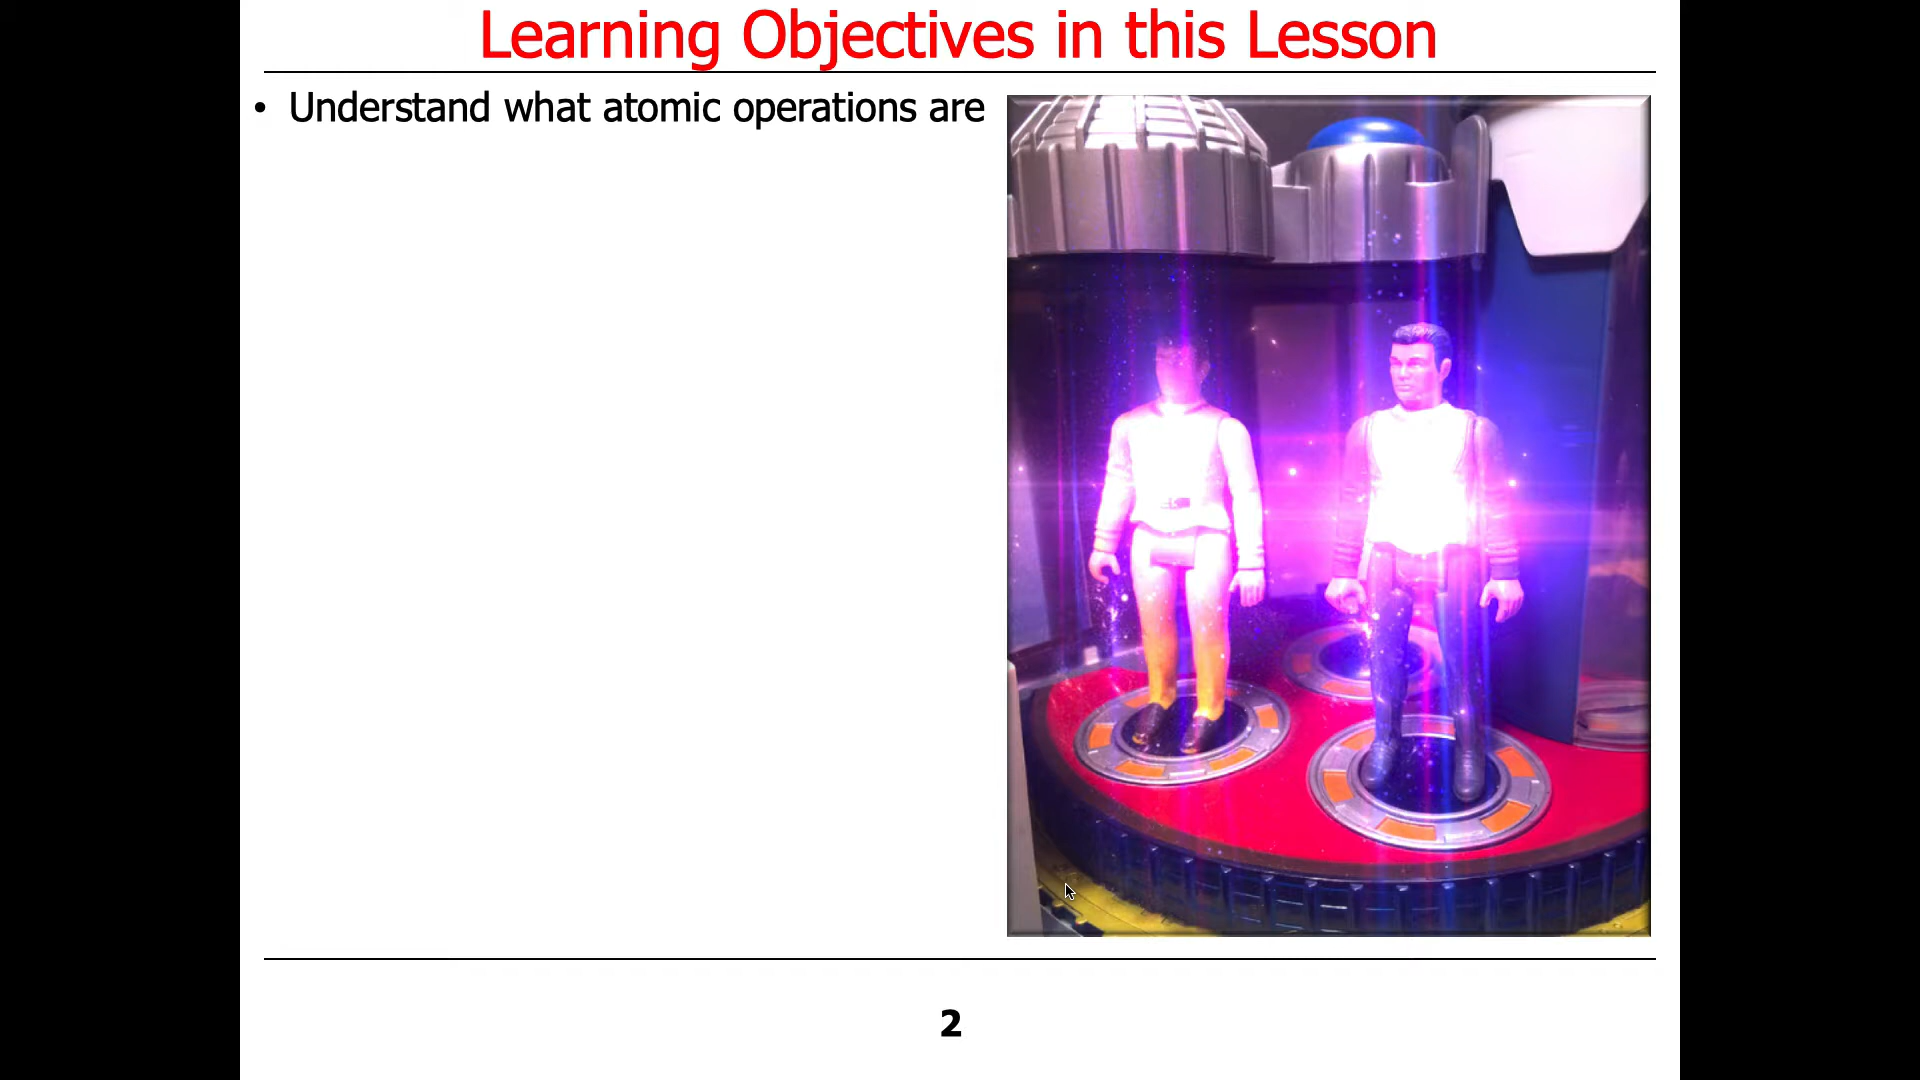 Learning Objectives in this Lesson
• Understand what atomic operations are
2